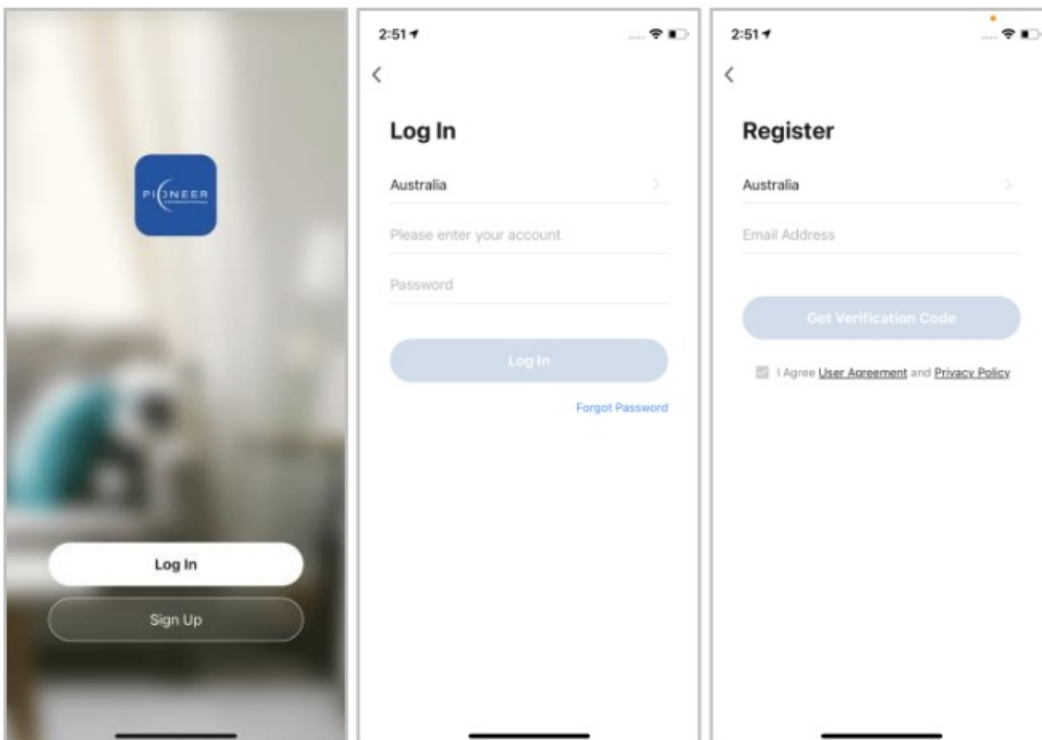 PIONEER
INTERNATIONAL
Log In
Sign Up
2:51
Log In
Australia
Please enter your account
Password
Log In
Forgot Password
2:51
Register
Australia
Email Address
Get Verification Code
I Agree User Agreement and Privacy Policy